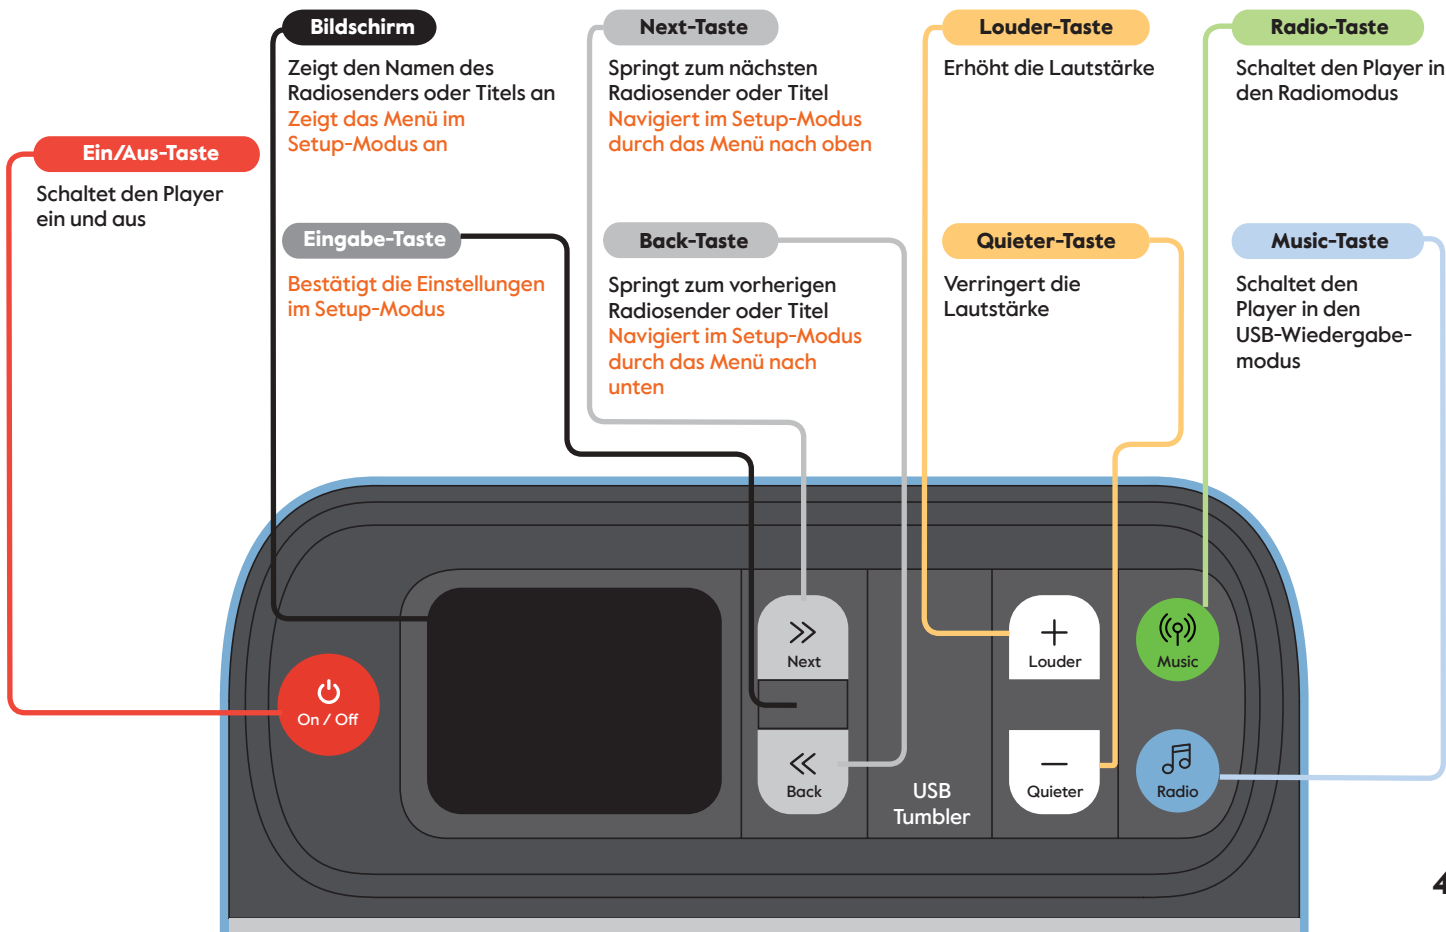 Bildschirm
Zeigt den Namen des
Radiosenders oder Titels an
Zeigt das Menü im
Setup-Modus an
Next-Taste
Springt zum nächsten
Radiosender oder Titel
Navigiert im Setup-Modus
durch das Menü nach oben
Louder-Taste
Erhöht die Lautstärke
Radio-Taste
Schaltet den Player in
den Radiomodus
Ein/Aus-Taste
Schaltet den Player
ein und aus
Eingabe-Taste
Bestätigt die Einstellungen
im Setup-Modus
Back-Taste
Springt zum vorherigen
Radiosender oder Titel
Navigiert im Setup-Modus
durch das Menü nach
unten
Quieter-Taste
Verringert die
Lautstärke
Music-Taste
Schaltet den
Player in den
USB-Wiedergabe-
modus
On / Off
Next
Back
USB
Tumbler
Louder
Quieter
Music
Radio
4